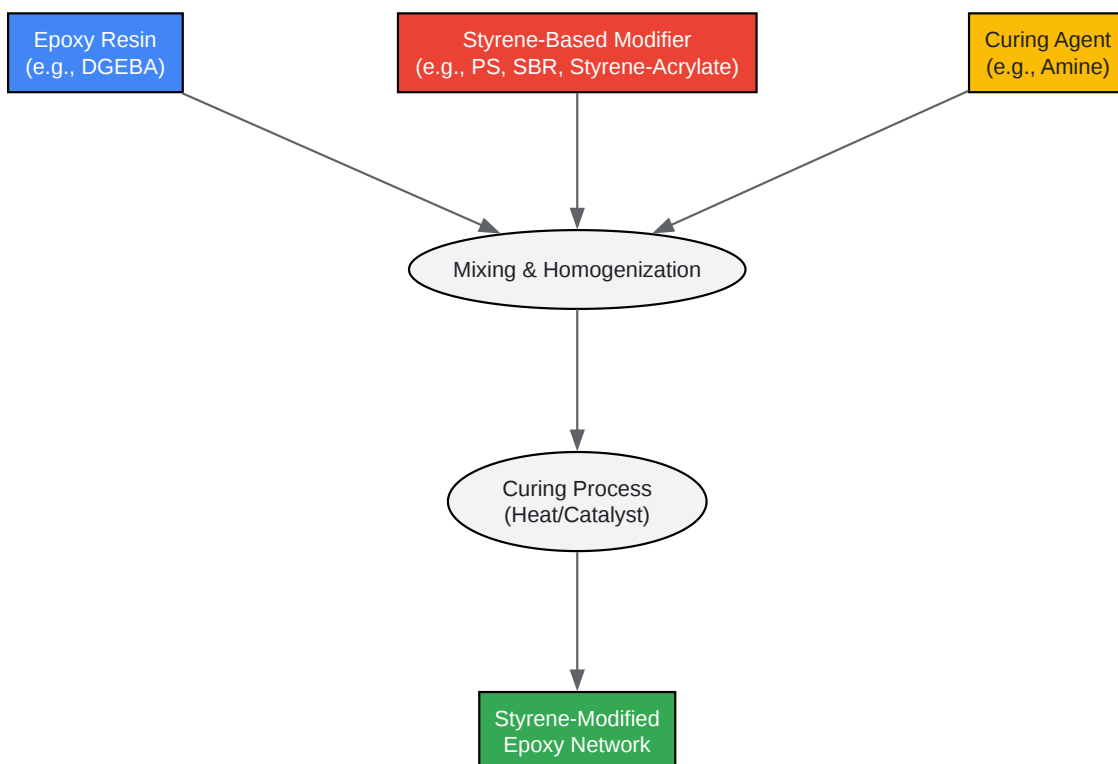 Epoxy Resin
(e.g., DGEBA)
Styrene-Based Modifier
(e.g., PS, SBR, Styrene-Acrylate)
Curing Agent
(e.g., Amine)
Mixing & Homogenization
Curing Process
(Heat/Catalyst)
Styrene-Modified
Epoxy Network